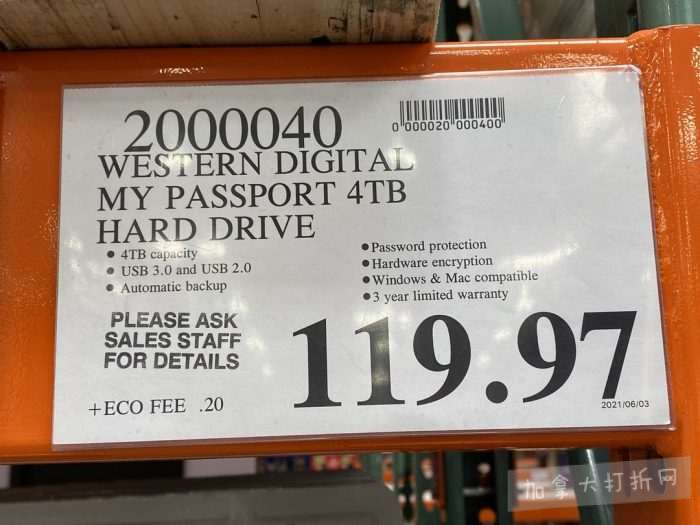 2000040
0 000020 000400
WESTERN DIGITAL
MY PASSPORT 4TB
HARD DRIVE
• 4TB capacity
• USB 3.0 and USB 2.0
• Automatic backup
• Password protection
• Hardware encryption
• Windows & Mac compatible
• 3 year limited warranty
PLEASE ASK
SALES STAFF
FOR DETAILS
119.97
+ECO FEE .20
2021/06/03
加拿大打折网